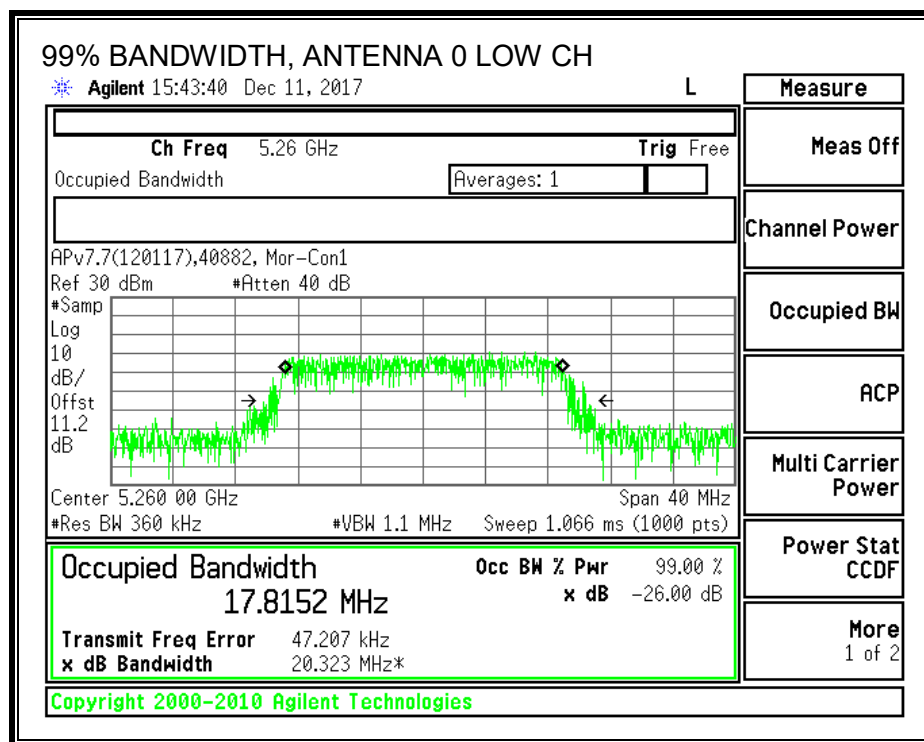 99% BANDWIDTH, ANTENNA 0 LOW CH
Agilent 15:43:40 Dec 11, 2017 L
Measure
Ch Freq 5.26 GHz Trig Free
Meas Off
Occupied Bandwidth Averages: 1
Channel Power
APv7.7(120117),40882, Mor-Con1
Ref 30 dBm #Atten 40 dB
#Samp
Log
10
dB/
Offst
11.2
dB
Occupied BW
ACP
Multi Carrier
Power
Center 5.260 00 GHz Span 40 MHz
#Res BW 360 kHz #VBW 1.1 MHz Sweep 1.066 ms (1000 pts)
Power Stat
CCDF
Occupied Bandwidth Occ BW % Pwr 99.00 %
17.8152 MHz x dB -26.00 dB
Transmit Freq Error 47.207 kHz
x dB Bandwidth 20.323 MHz*
More
1 of 2
Copyright 2000-2010 Agilent Technologies